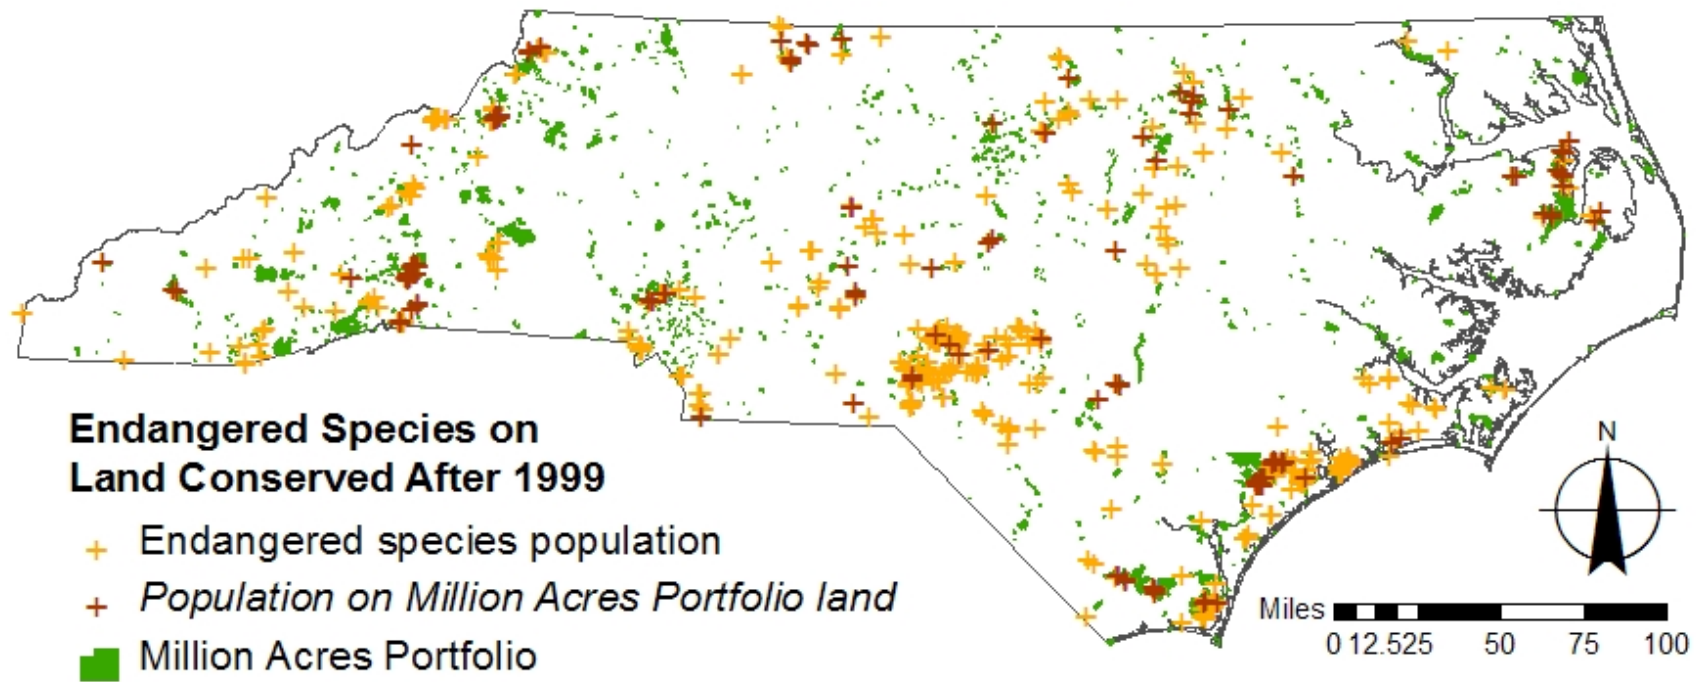 Endangered Species on
Land Conserved After 1999
Endangered species population
Population on Million Acres Portfolio land
Million Acres Portfolio
N
Miles
0 12.525 50 75 100